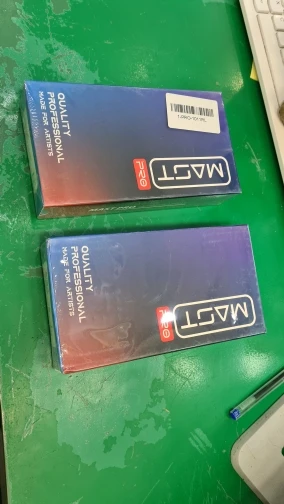 QUALITY
PROFESSIONAL
MADE FOR ARTISTS
MAST
PRO
QUALITY
PROFESSIONAL
MADE FOR ARTISTS
MAST
PRO